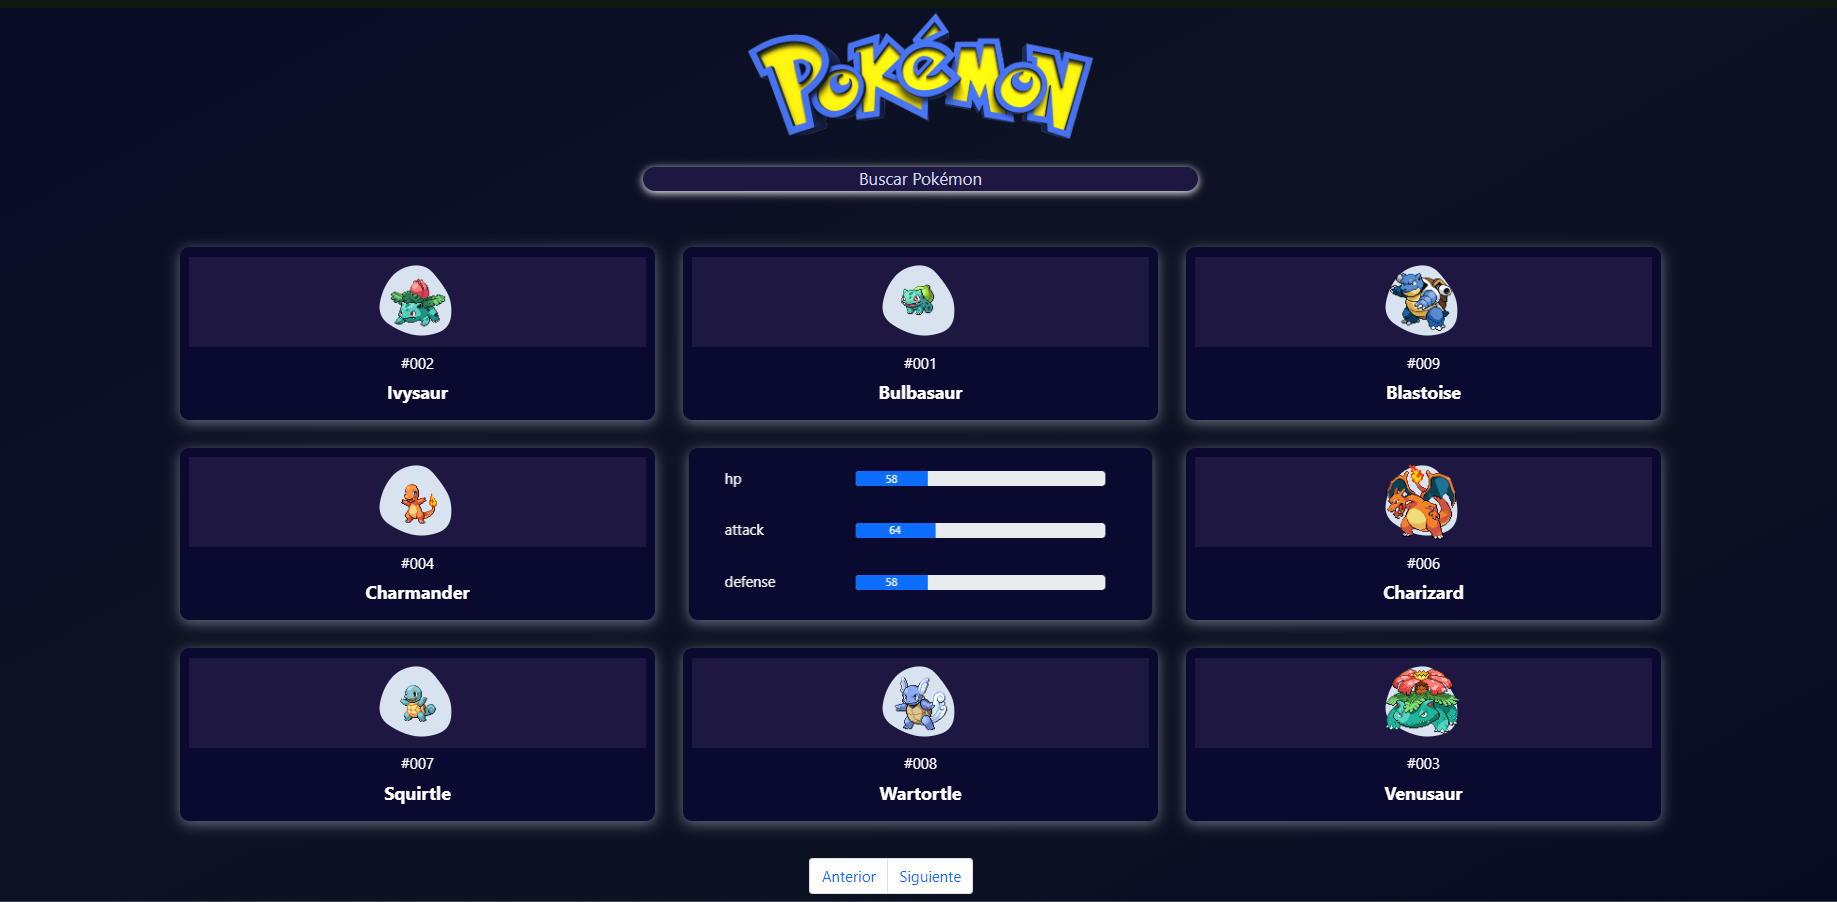 POKéMON
Buscar Pokémon
#002
Ivysaur
#001
Bulbasaur
#009
Blastoise
#004
Charmander
hp 58
attack 64
defense 58
#006
Charizard
#007
Squirtle
#008
Wartortle
#003
Venusaur
Anterior Siguiente